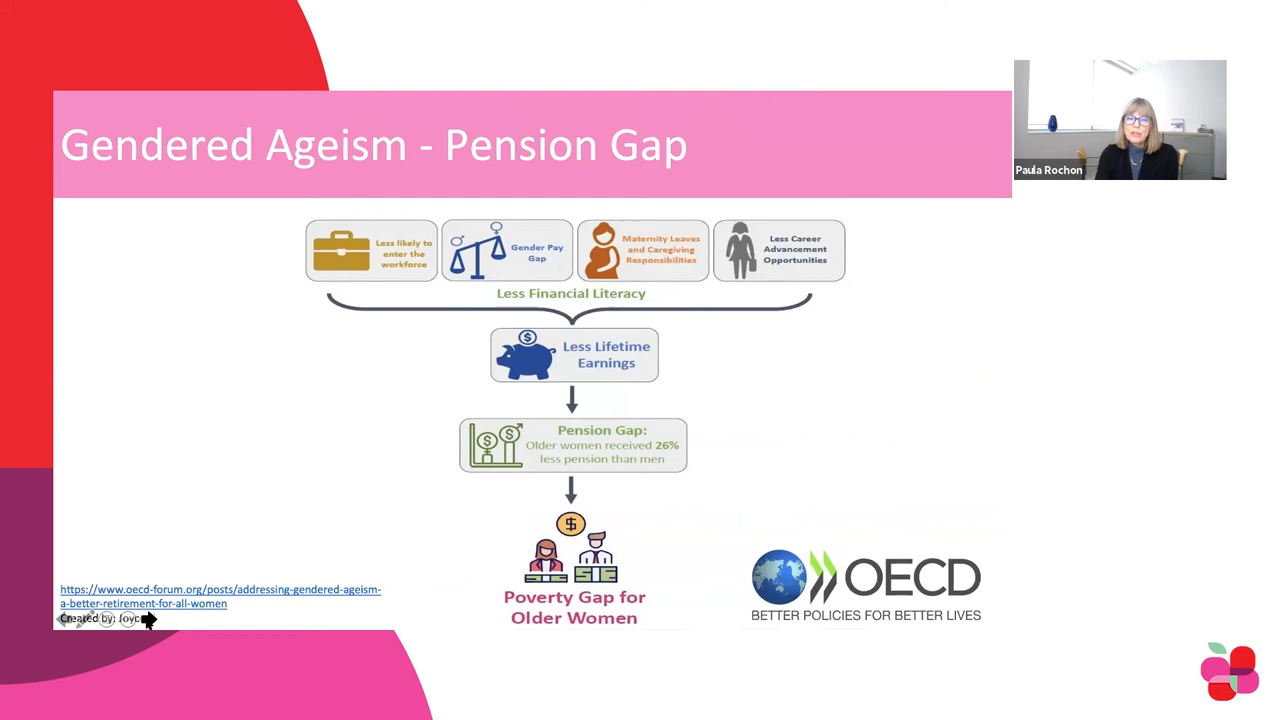 Gendered Ageism - Pension Gap
Paula Rochon
Less likely to
enter the
workforce
Gender Pay
Gap
Maternity Leaves
and Caregiving
Responsibilities
Less Career
Advancement
Opportunities
Less Financial Literacy
$
Less Lifetime
Earnings
$ $
Pension Gap:
Older women received 26%
less pension than men
$
Poverty Gap for
Older Women
OECD
BETTER POLICIES FOR BETTER LIVES
https://www.oecd-forum.org/posts/addressing-gendered-ageism-
a-better-retirement-for-all-women
Created by: Joyc